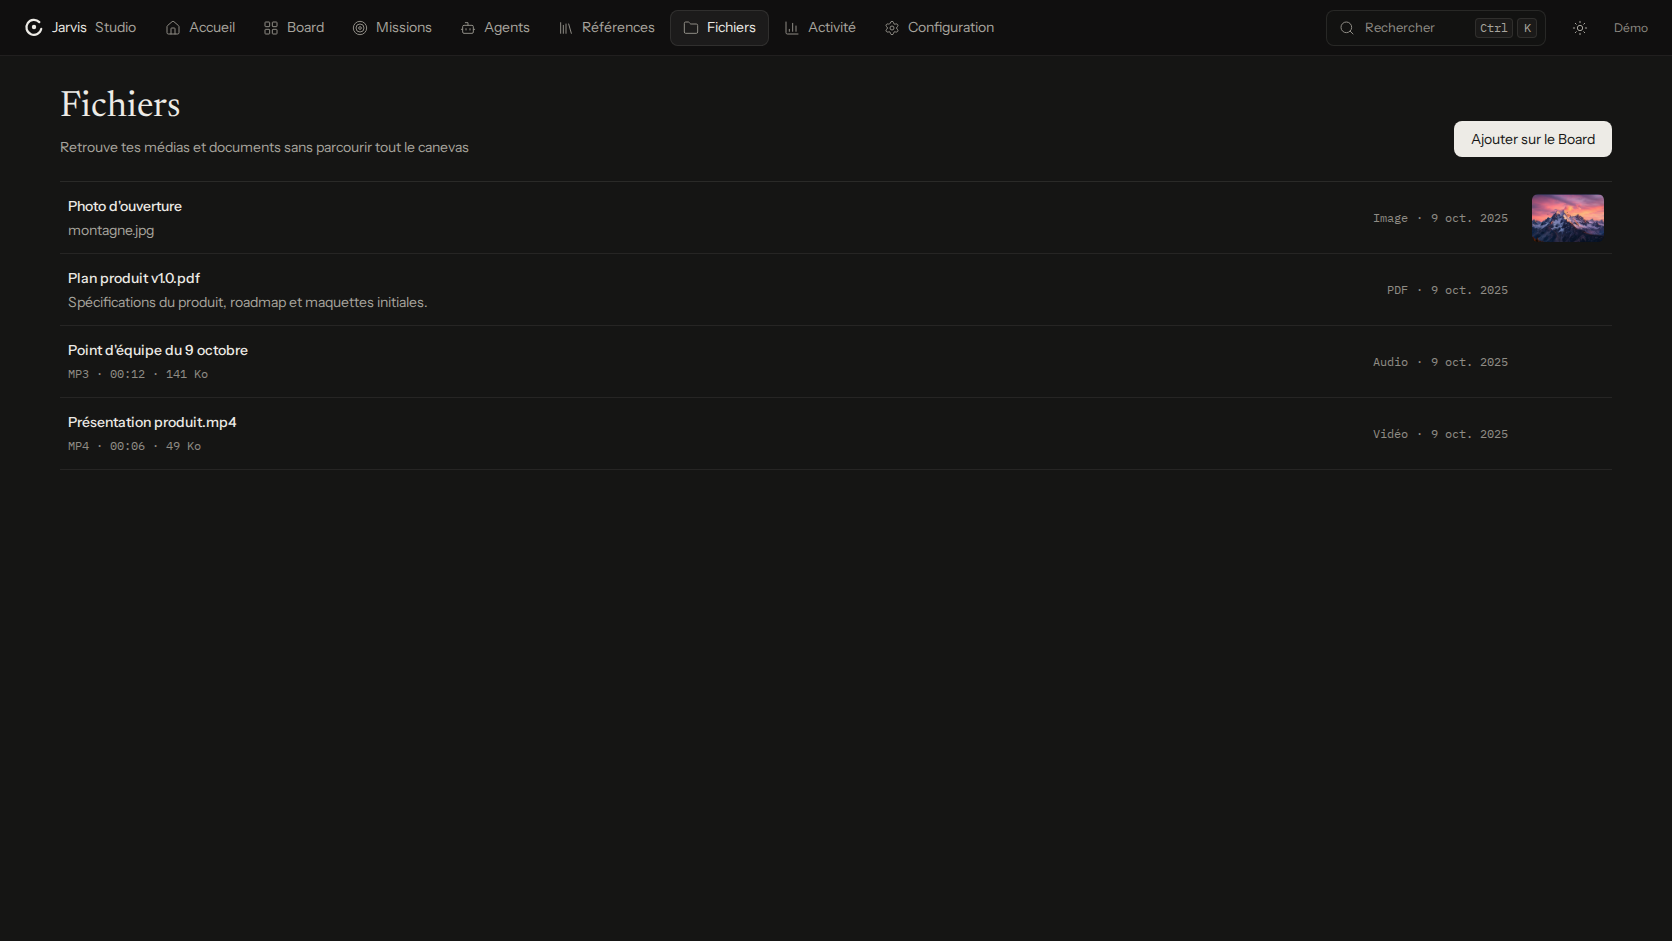 Jarvis Studio Accueil Board Missions Agents Références Fichiers Activité Configuration Rechercher Ctrl K Démo
Fichiers
Retrouve tes médias et documents sans parcourir tout le canevas
Ajouter sur le Board
Photo d'ouverture
montagne.jpg
Image · 9 oct. 2025
Plan produit v1.0.pdf
Spécifications du produit, roadmap et maquettes initiales.
PDF · 9 oct. 2025
Point d'équipe du 9 octobre
MP3 · 00:12 · 141 Ko
Audio · 9 oct. 2025
Présentation produit.mp4
MP4 · 00:06 · 49 Ko
Vidéo · 9 oct. 2025